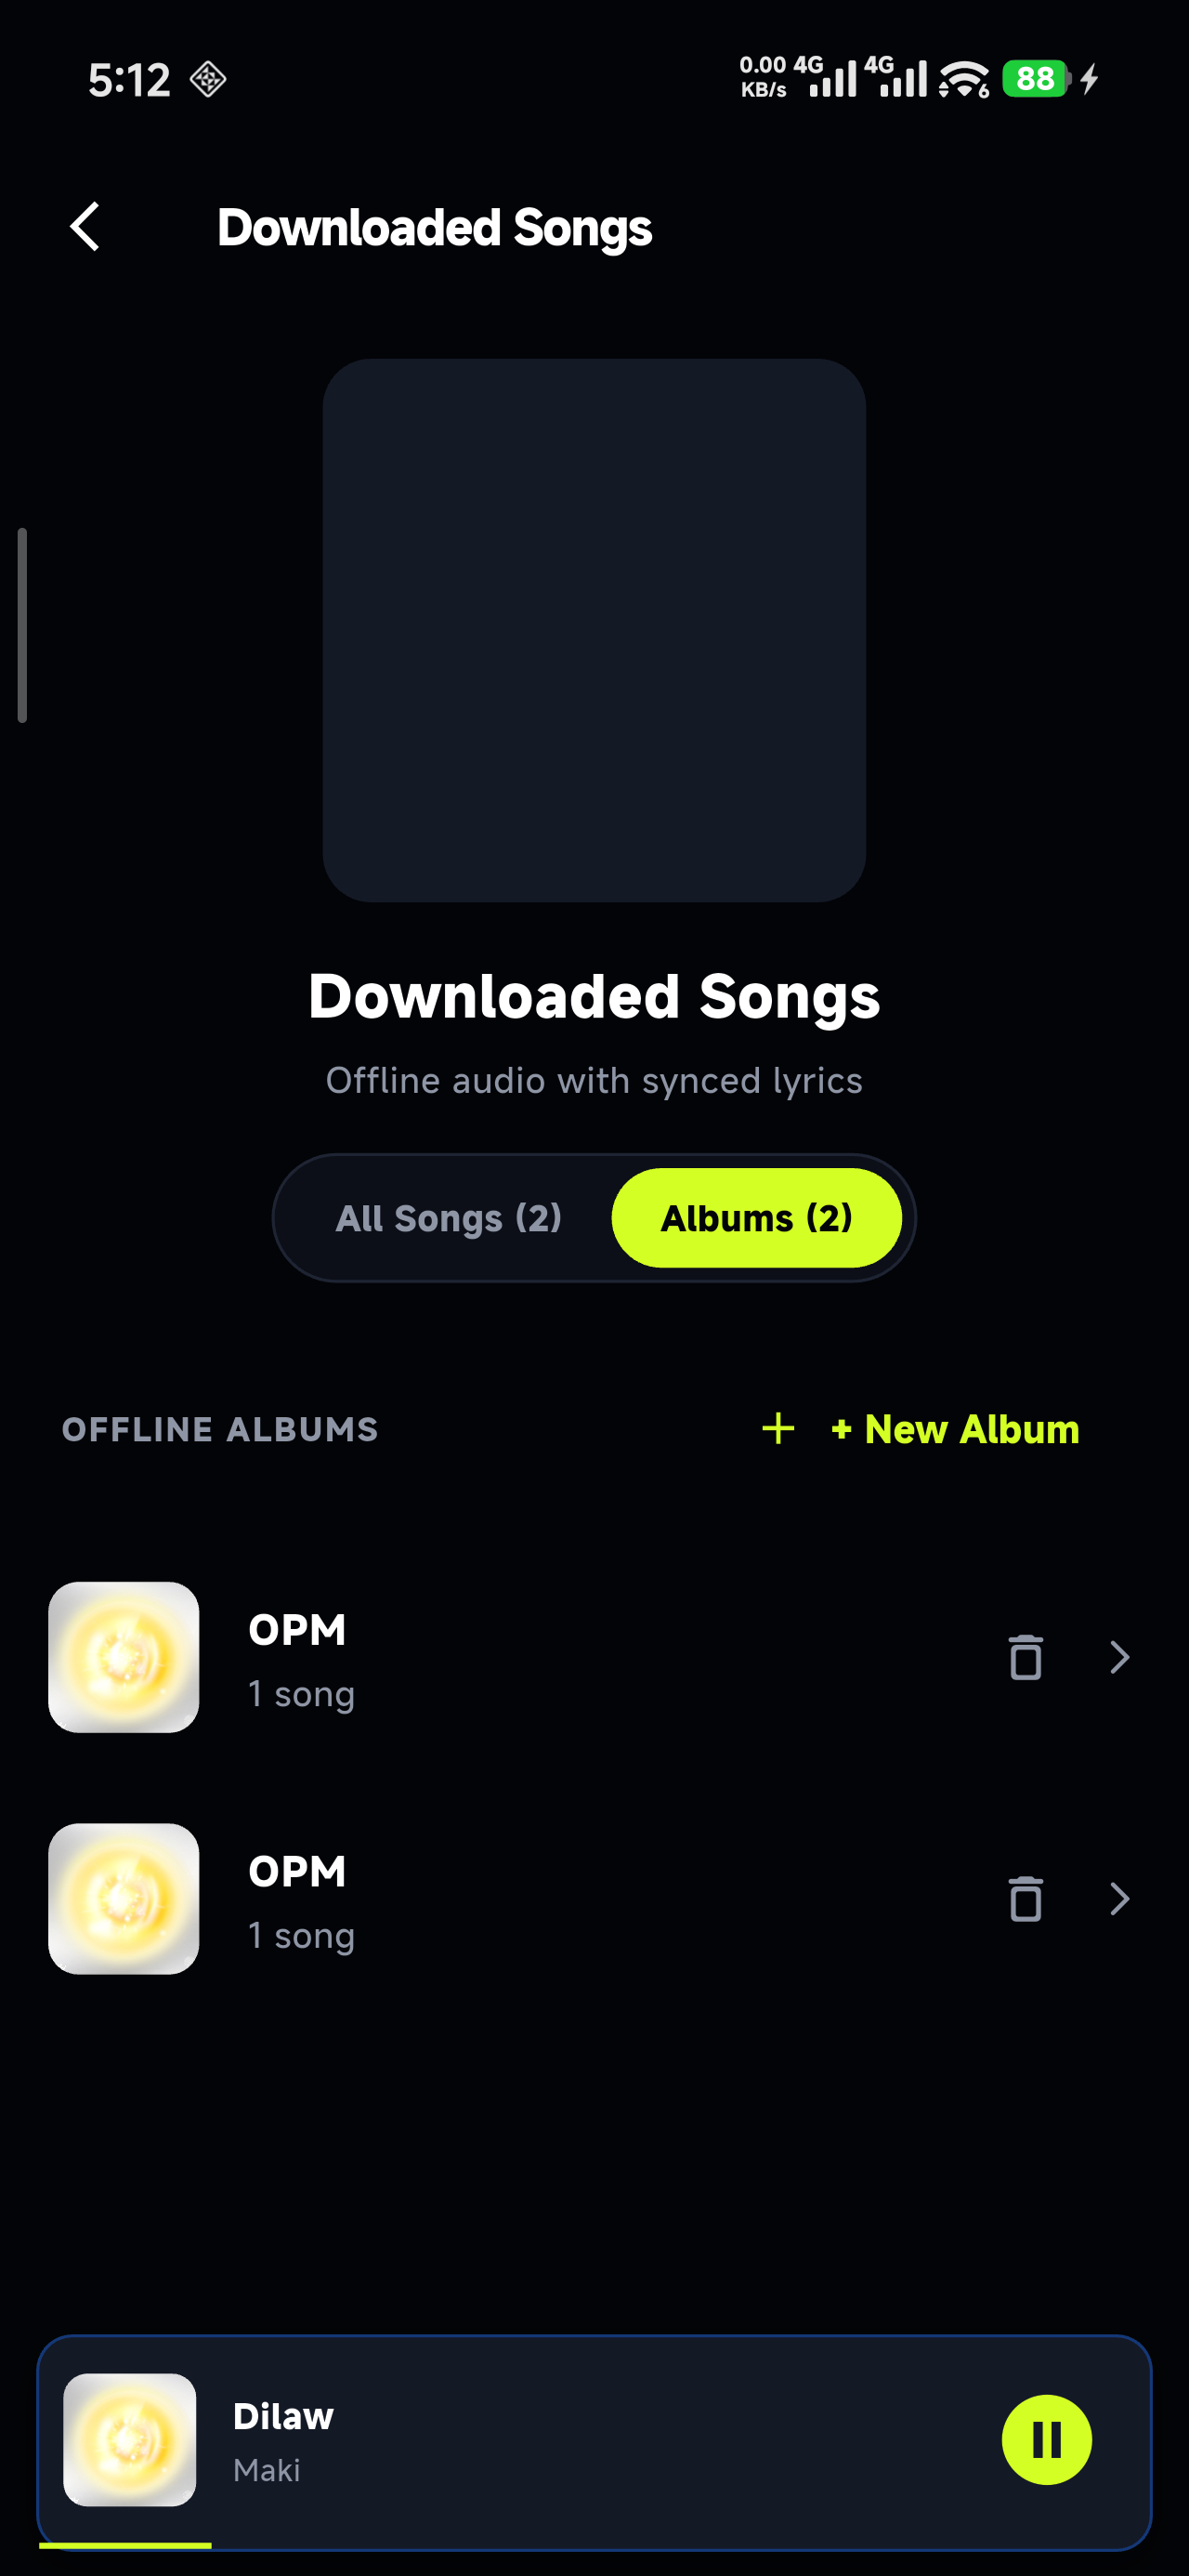 5:12
0.00 KB/s 4G 4G 6 88
Downloaded Songs
Downloaded Songs
Offline audio with synced lyrics
All Songs (2) Albums (2)
OFFLINE ALBUMS + New Album
OPM
1 song
OPM
1 song
Dilaw
Maki